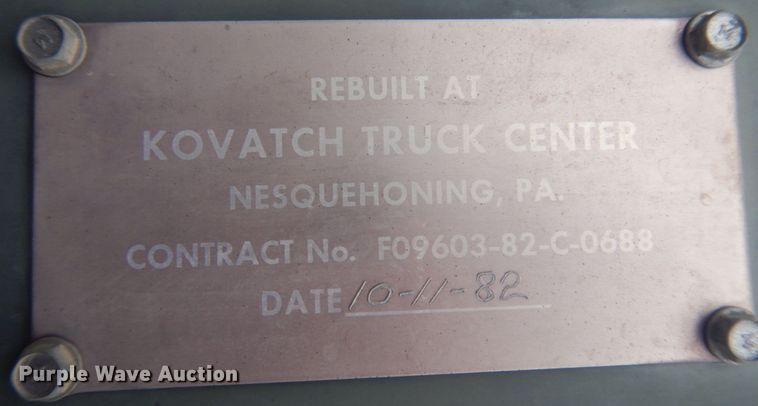 REBUILT AT
KOVATCH TRUCK CENTER
NESQUEHONING, PA.
CONTRACT No. F09603-82-C-0688
DATE 10-11-82
Purple Wave Auction